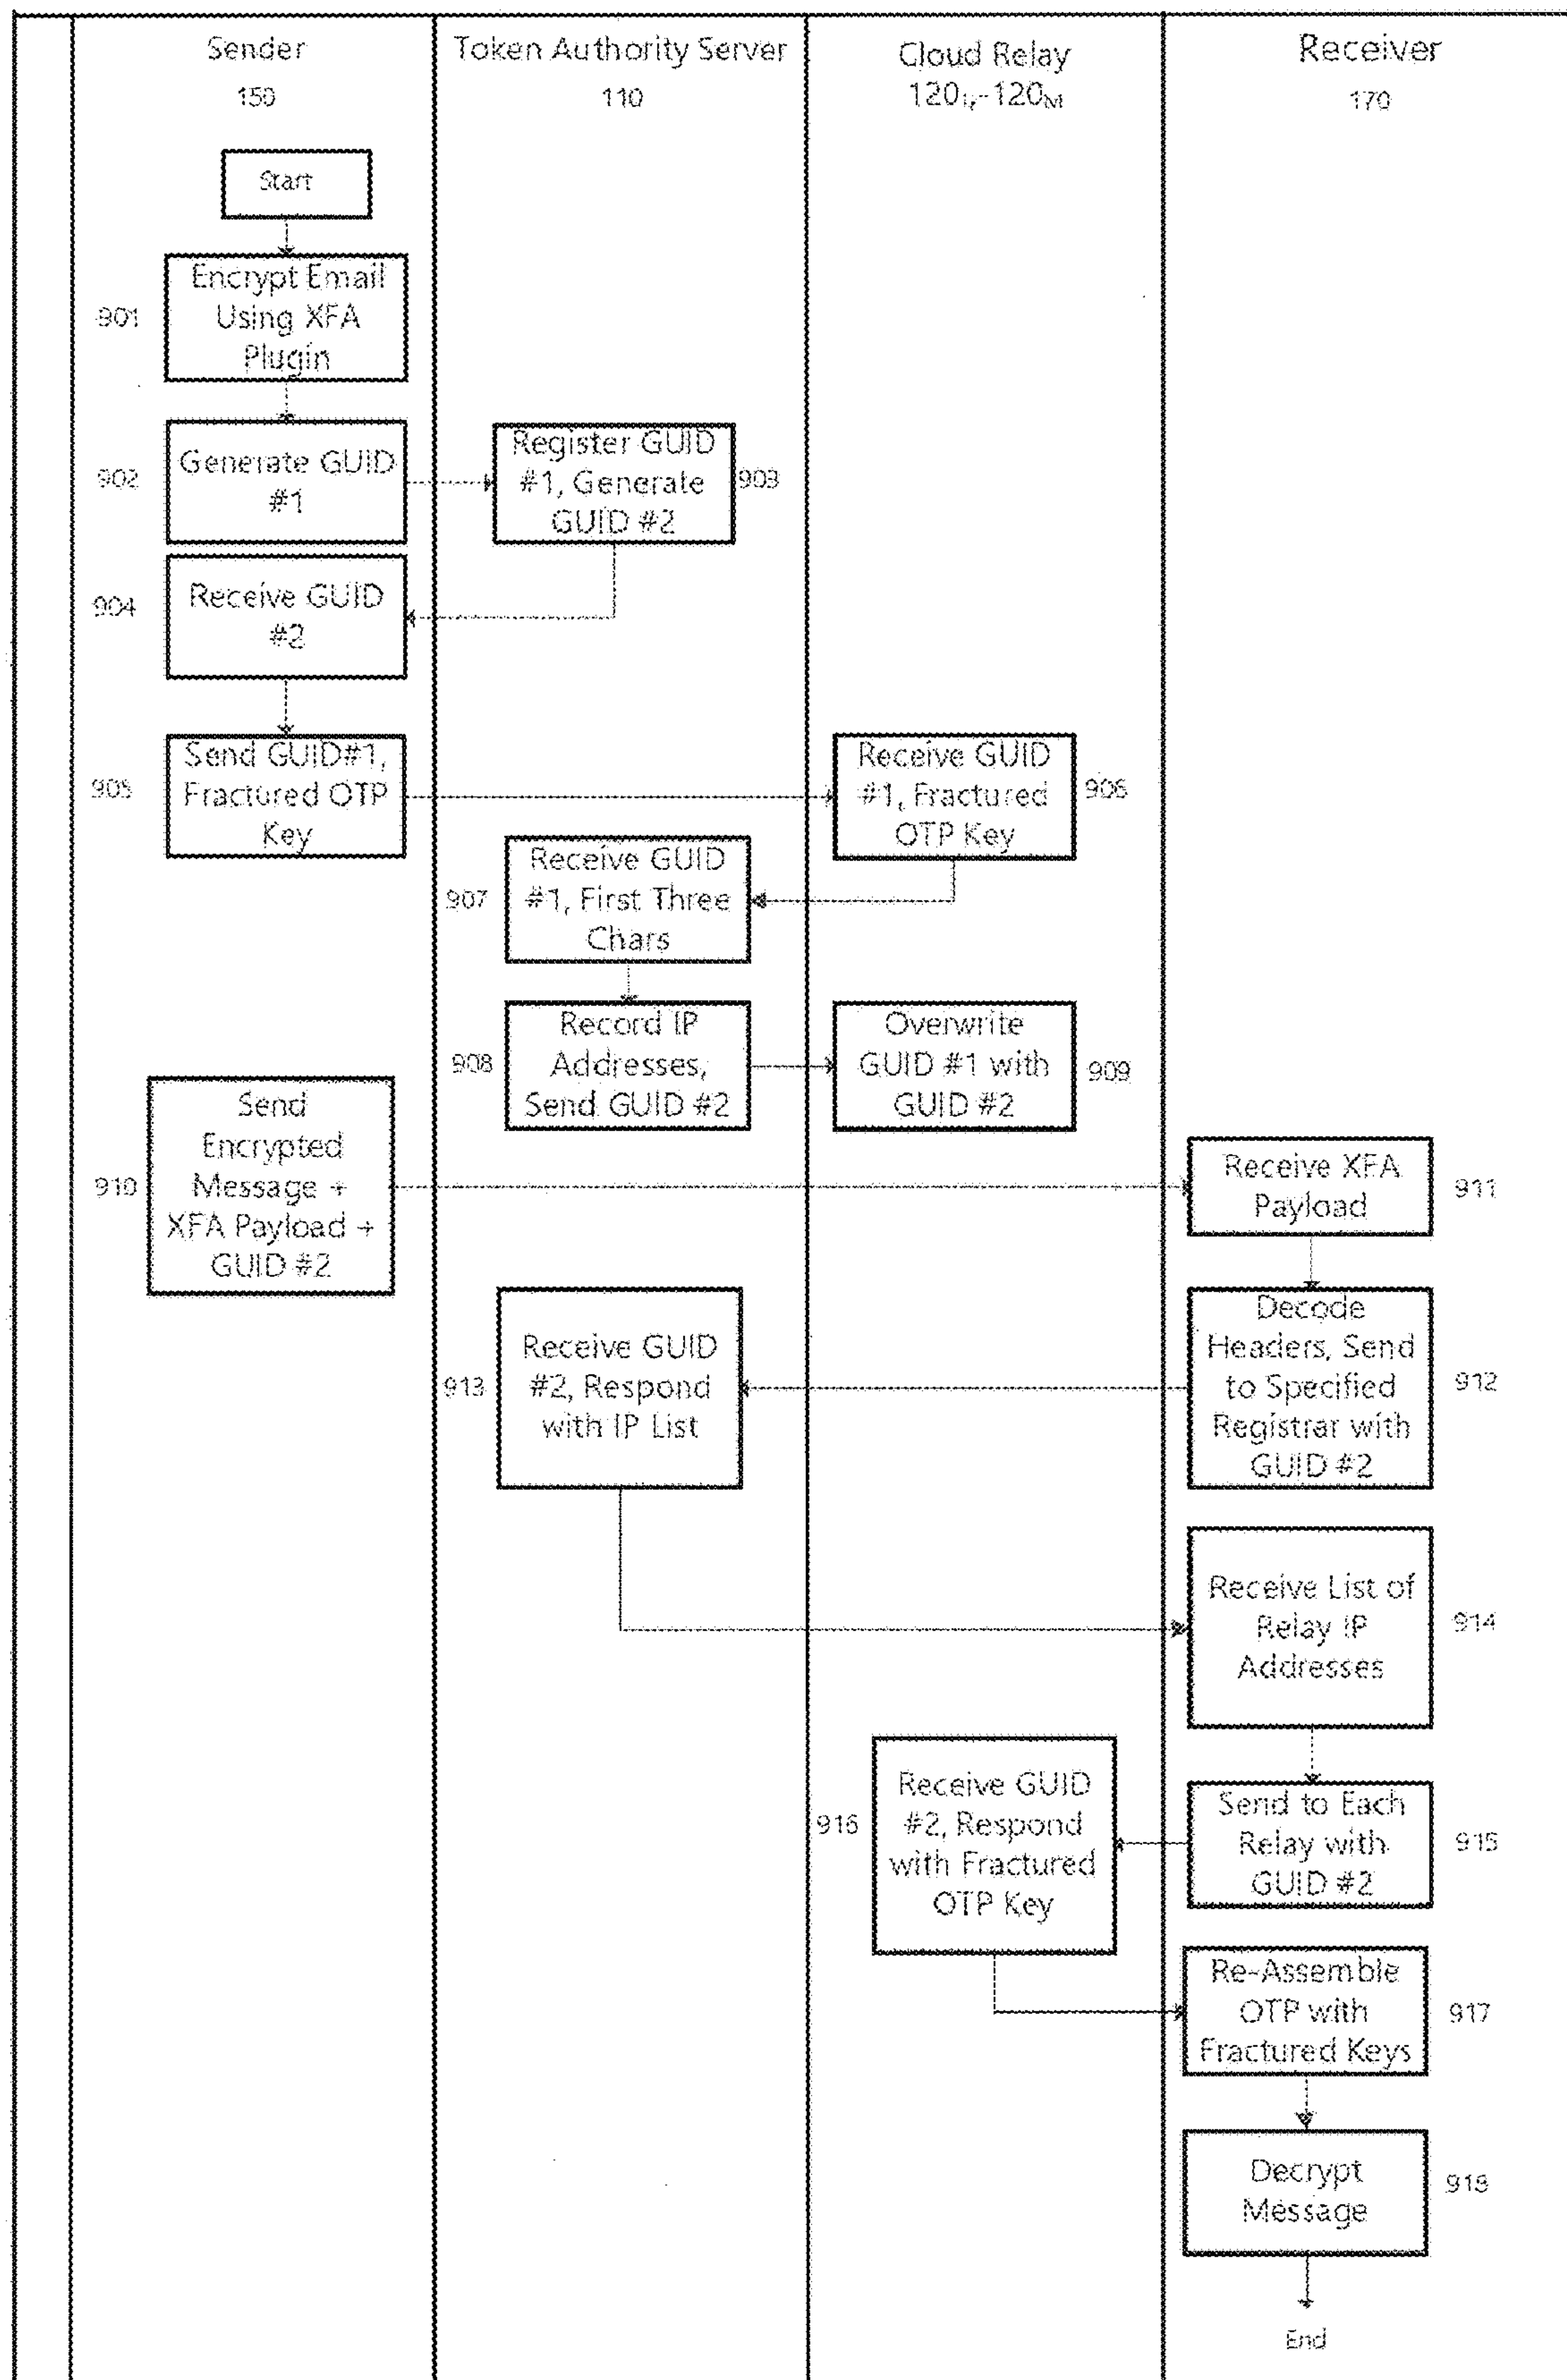 Sender
150
Token Authority Server
110
Cloud Relay
Receiver
170
Start
901
Encrypt Email
Using XFA
Plugin
902
Generate GUID
#1
Register GUID
#1, Generate
GUID #2
903
904
Receive GUID
#2
905
Send GUID#1,
Fractured OTP
Key
Receive GUID
#1, Fractured
OTP Key
906
907
Receive GUID
#1, First Three
Chars
908
Record IP
Addresses,
Send GUID #2
Overwrite
GUID #1 with
GUID #2
909
910
Send
Encrypted
Message +
XFA Payload +
GUID #2
Receive XFA
Payload
911
Decode
Headers, Send
to Specified
Registrar with
GUID #2
912
913
Receive GUID
#2, Respond
with IP List
Receive List of
Relay IP
Addresses
914
Send to Each
Relay with
GUID #2
915
916
Receive GUID
#2, Respond
with Fractured
OTP Key
Re-Assemble
OTP with
Fractured Keys
917
Decrypt
Message
918
End